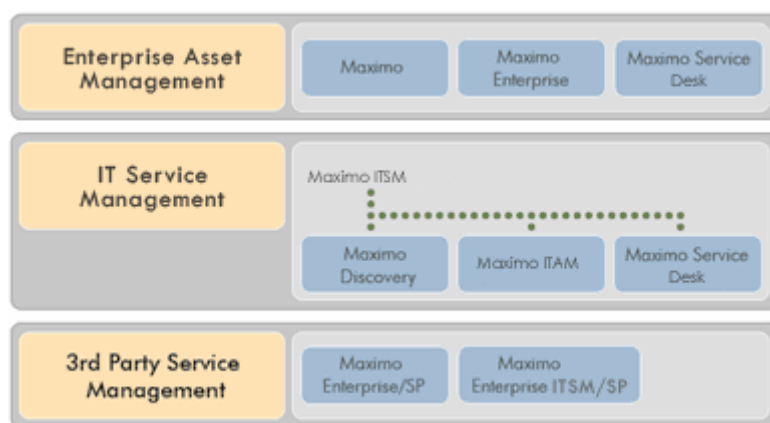 Enterprise Asset
Management
Maximo
Maximo
Enterprise
Maximo Service
Desk
IT Service
Management
Maximo ITSM
Maximo
Discovery
Maximo ITAM
Maximo Service
Desk
3rd Party Service
Management
Maximo
Enterprise/SP
Maximo
Enterprise ITSM/SP